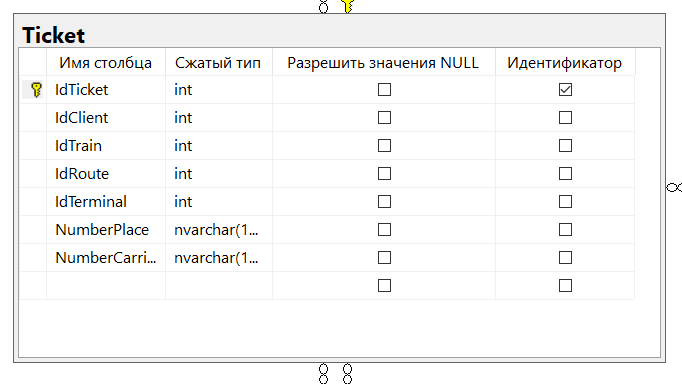 Ticket
Имя столбца Сжатый тип Разрешить значения NULL Идентификатор
IdTicket int
IdClient int
IdTrain int
IdRoute int
IdTerminal int
NumberPlace nvarchar(1...
NumberCarri... nvarchar(1...